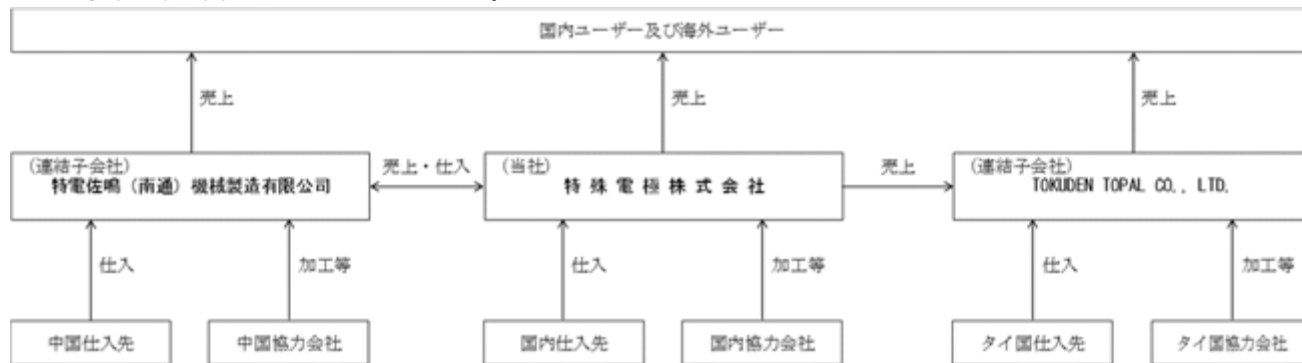 国内ユーザー及び海外ユーザー
売上
売上
売上
(連結子会社)
特電佐鳴(南通)機械製造有限公司
売上・仕入
(当社)
特殊電極株式会社
売上
(連結子会社)
TOKUDEN TOPAL CO., LTD.
仕入
加工等
仕入
加工等
仕入
加工等
中国仕入先
中国協力会社
国内仕入先
国内協力会社
タイ国仕入先
タイ国協力会社